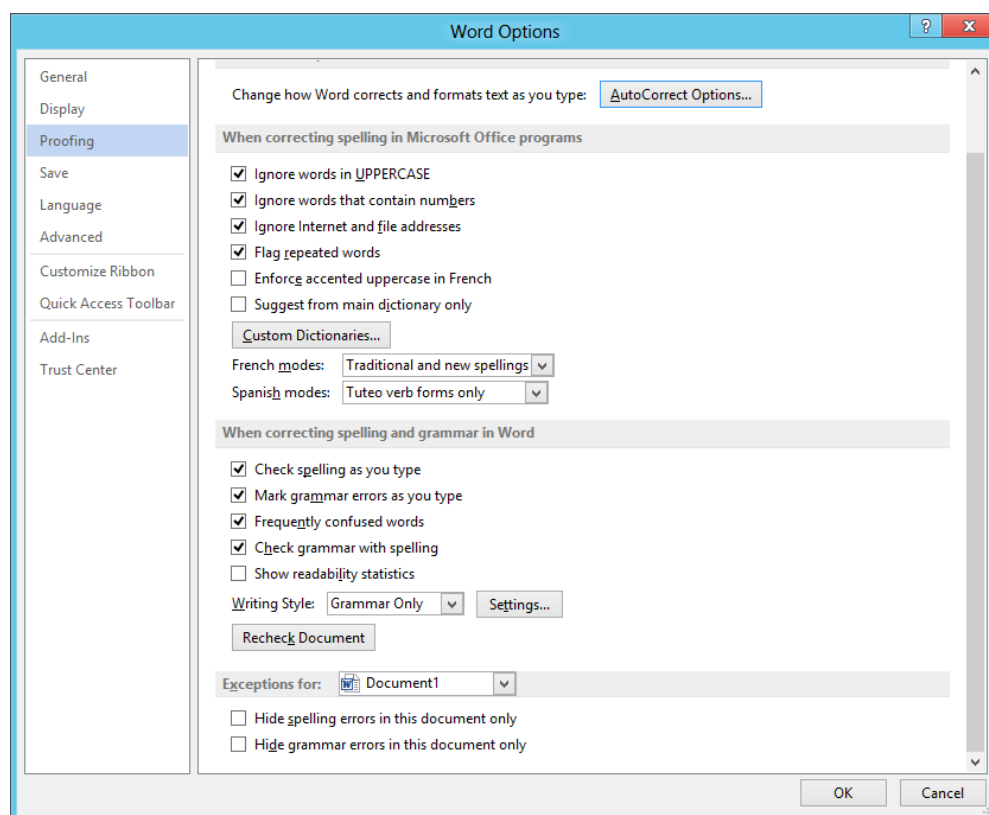 Word Options
?
General
Display
Proofing
Save
Language
Advanced
Customize Ribbon
Quick Access Toolbar
Add-Ins
Trust Center
Change how Word corrects and formats text as you type: AutoCorrect Options...
When correcting spelling in Microsoft Office programs
Ignore words in UPPERCASE
Ignore words that contain numbers
Ignore Internet and file addresses
Flag repeated words
Enforce accented uppercase in French
Suggest from main dictionary only
Custom Dictionaries...
French modes: Traditional and new spellings
Spanish modes: Tuteo verb forms only
When correcting spelling and grammar in Word
Check spelling as you type
Mark grammar errors as you type
Frequently confused words
Check grammar with spelling
Show readability statistics
Writing Style: Grammar Only Settings...
Recheck Document
Exceptions for: Document1
Hide spelling errors in this document only
Hide grammar errors in this document only
OK Cancel